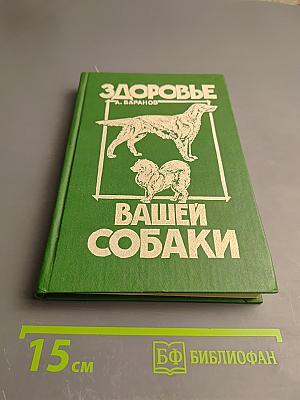 ЗДОРОВЬЕ
А. БАРАНОВ
ВАШЕЙ
СОБАКИ
15 см
БФ БИБЛИОФАН